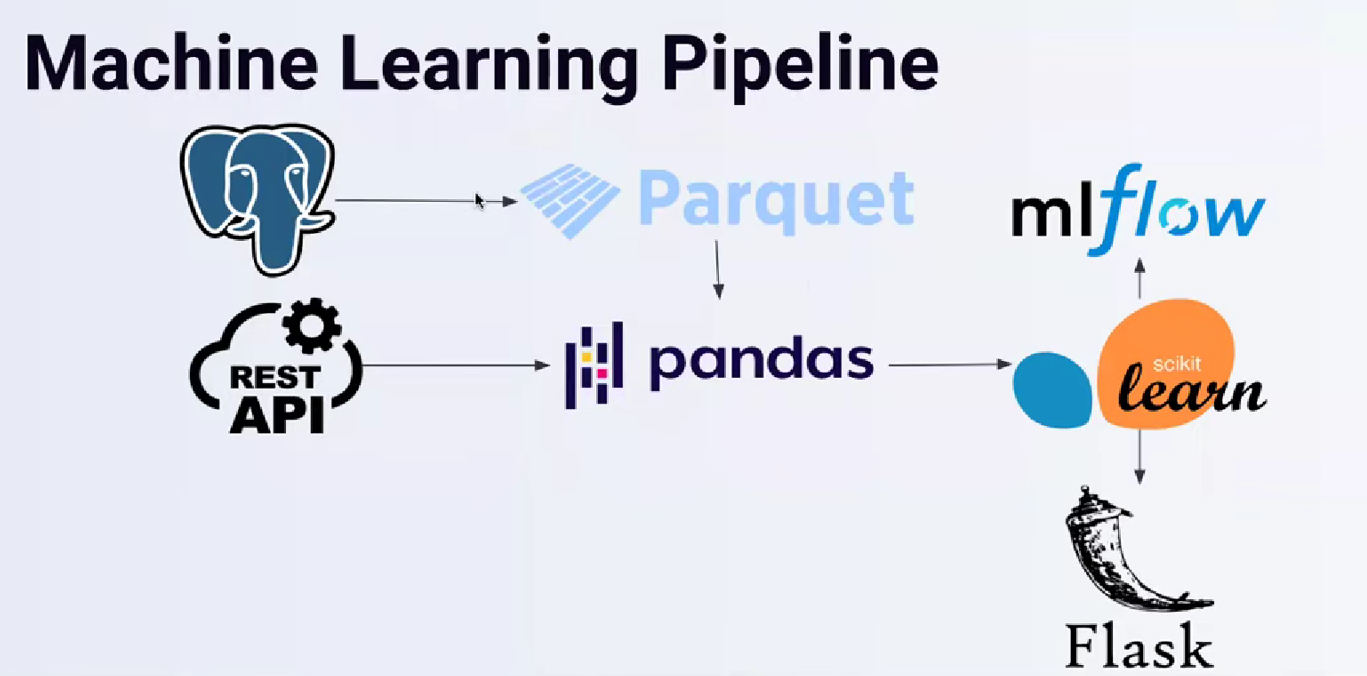 Machine Learning Pipeline
Parquet
mlflow
REST
API
pandas
scikit
learn
Flask